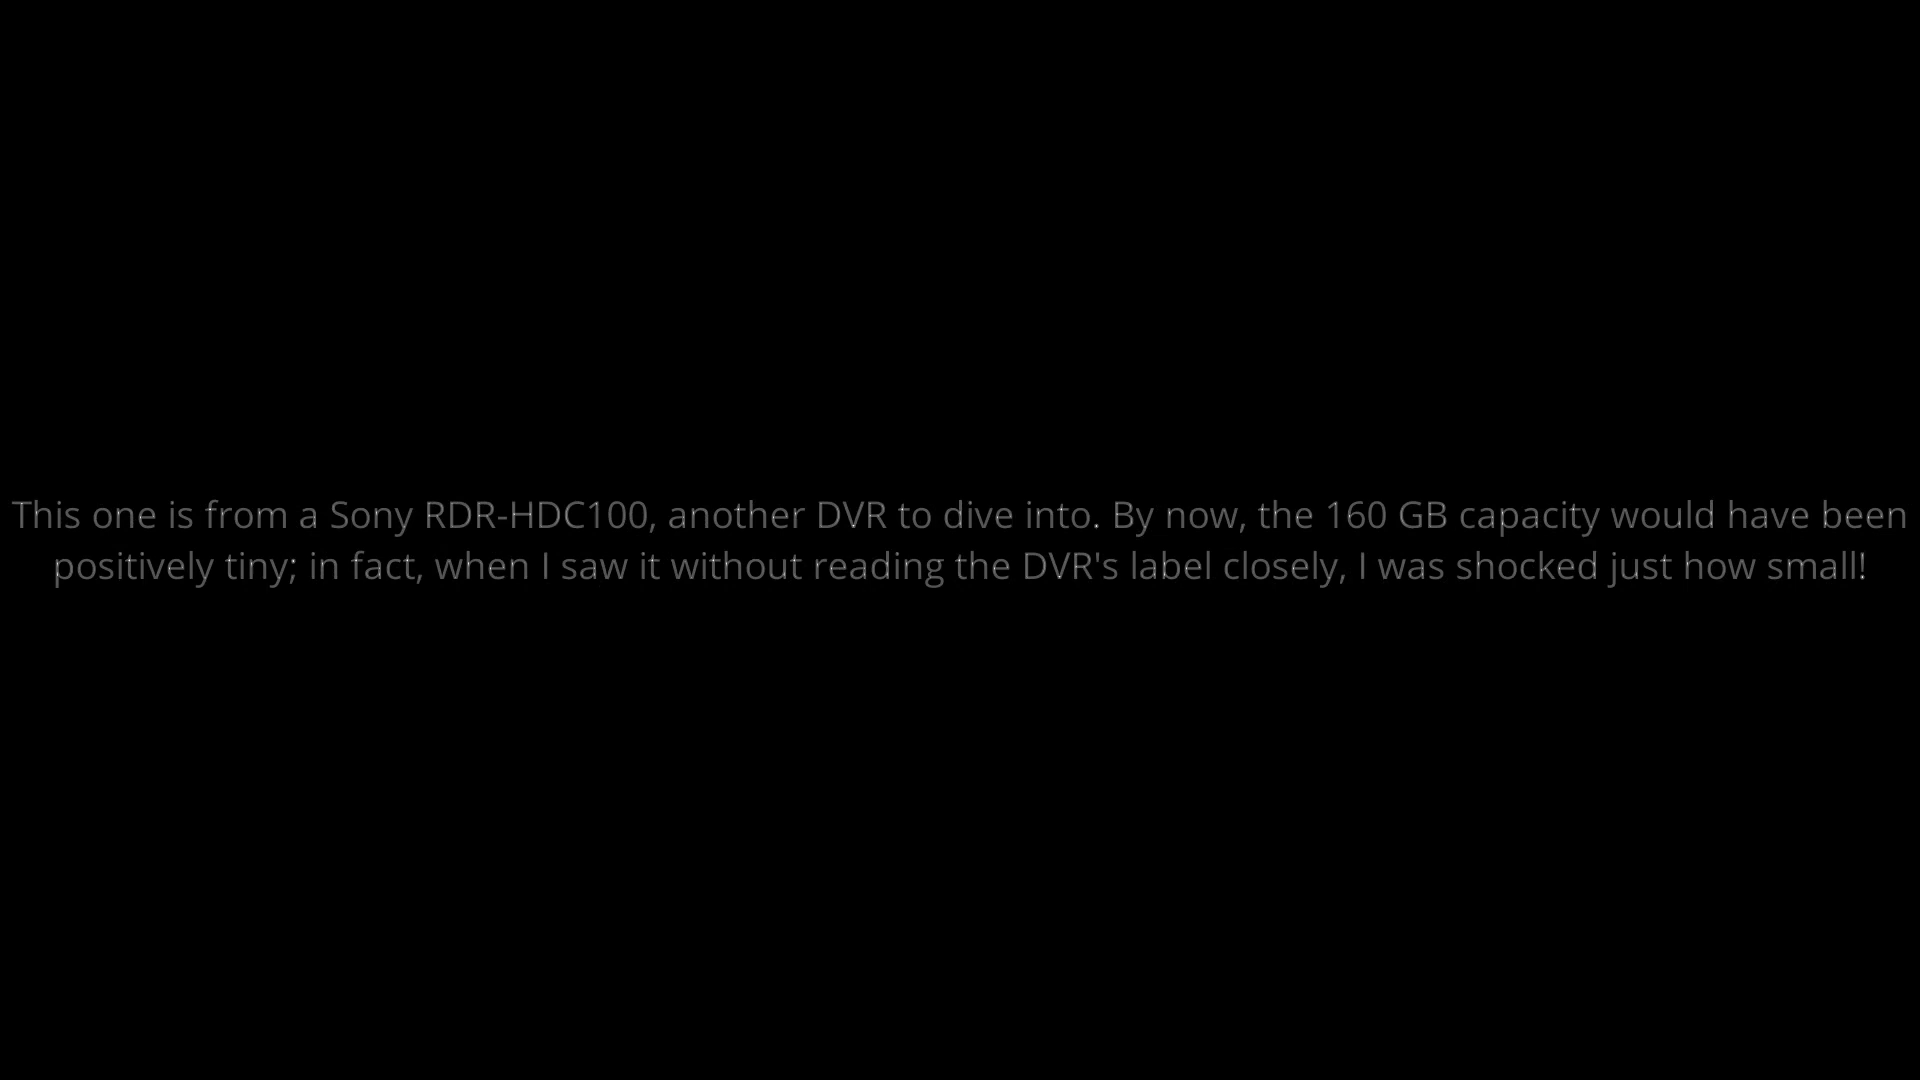 This one is from a Sony RDR-HDC100, another DVR to dive into. By now, the 160 GB capacity would have been
positively tiny; in fact, when I saw it without reading the DVR's label closely, I was shocked just how small!